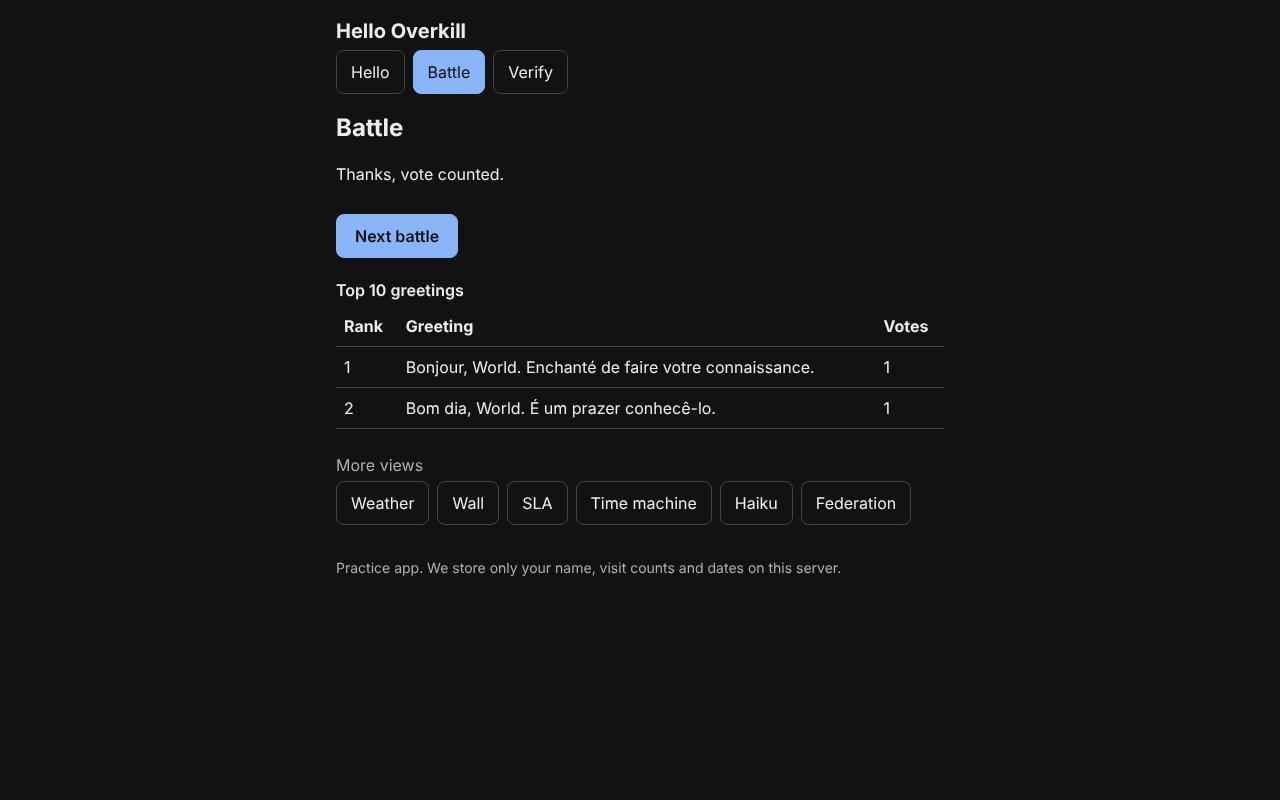 Hello Overkill
Hello Battle Verify
Battle
Thanks, vote counted.
Next battle
Top 10 greetings
Rank Greeting Votes
1 Bonjour, World. Enchanté de faire votre connaissance. 1
2 Bom dia, World. É um prazer conhecê-lo. 1
More views
Weather Wall SLA Time machine Haiku Federation
Practice app. We store only your name, visit counts and dates on this server.